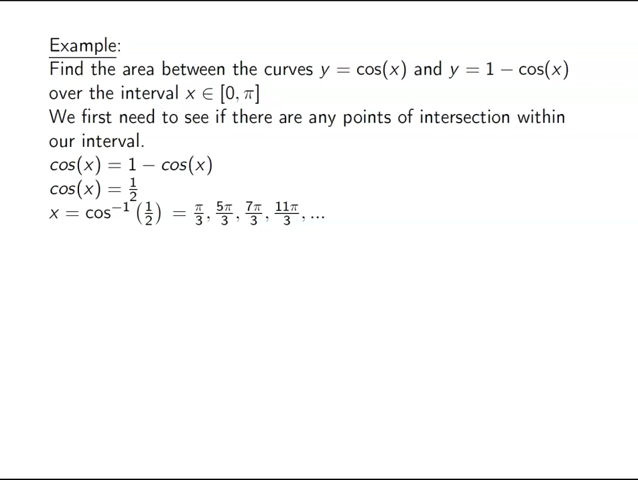 Example:
Find the area between the curves y = cos(x) and y = 1 − cos(x)
over the interval x ∈ [0, π]
We first need to see if there are any points of intersection within
our interval.
cos(x) = 1 − cos(x)
cos(x) = 1/2
x = cos⁻¹(1/2) = π/3, 5π/3, 7π/3, 11π/3, ...